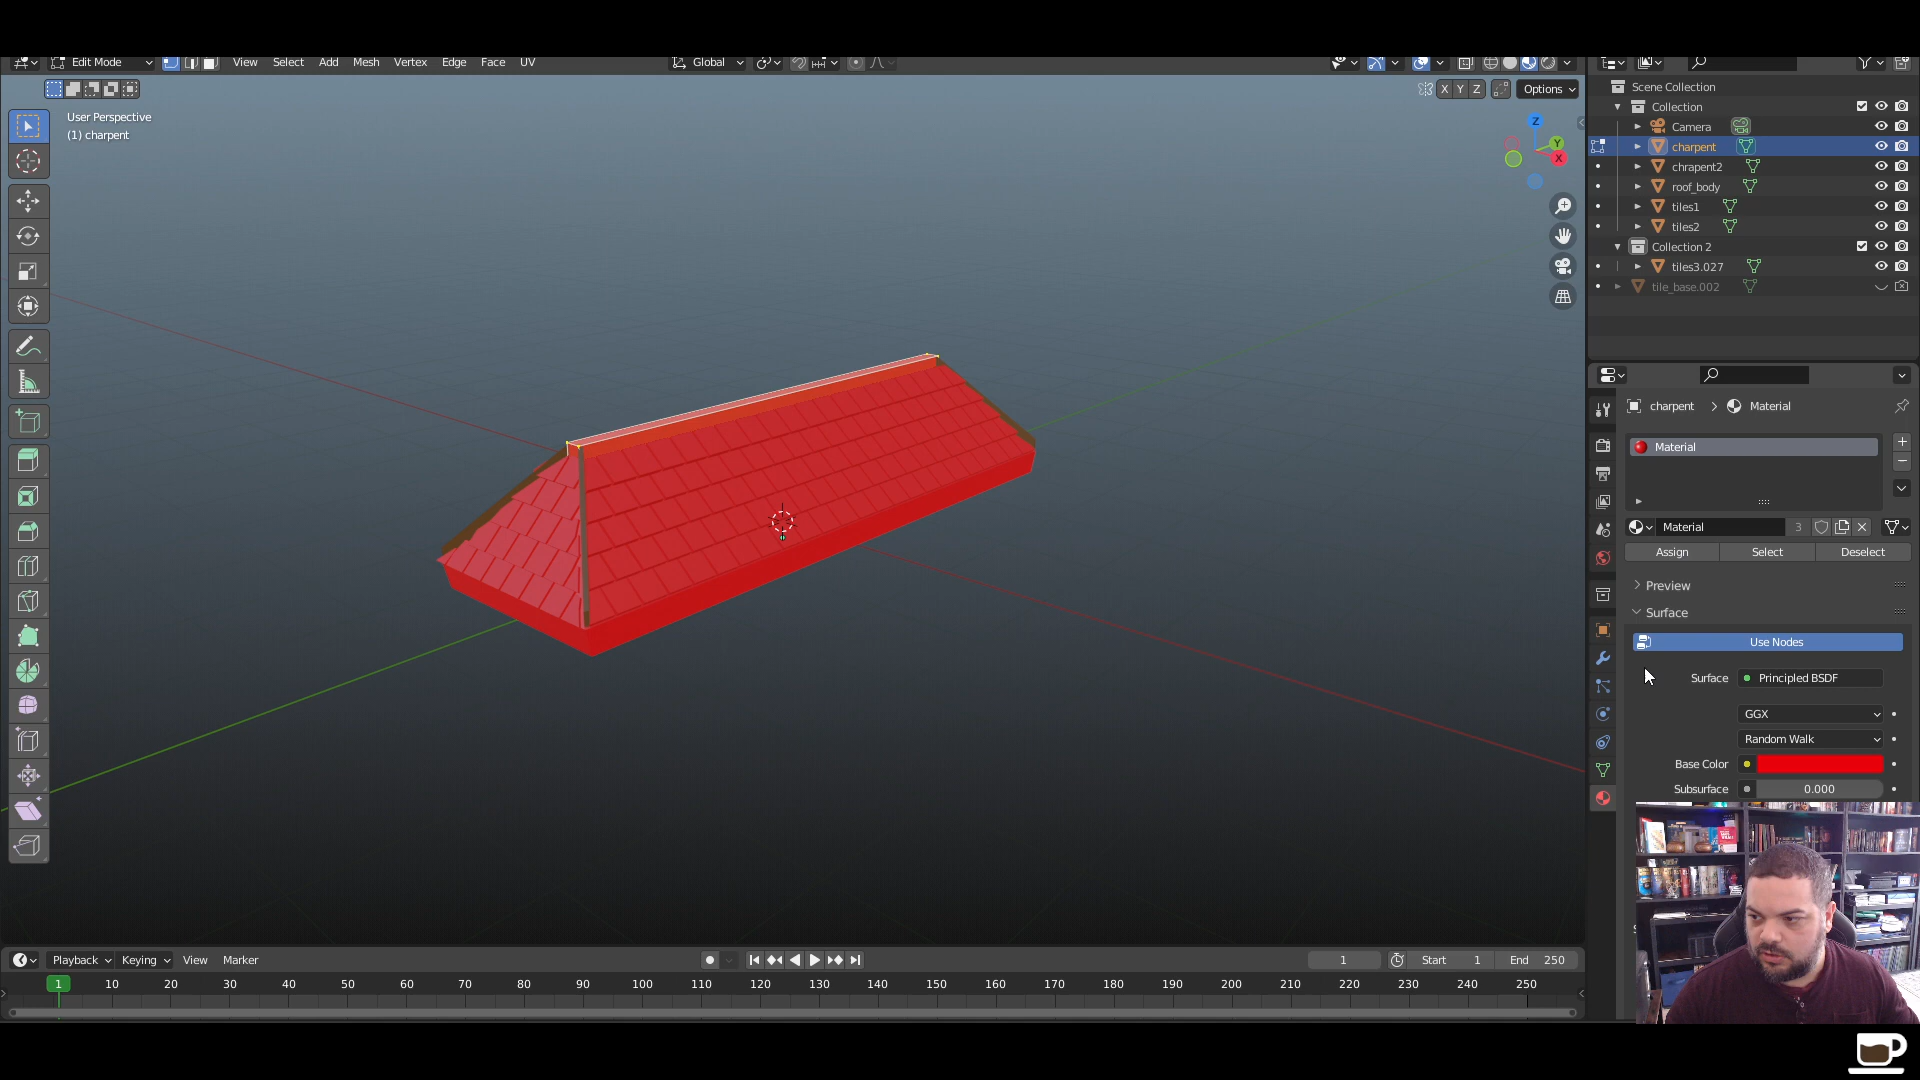 Edit Mode
View Select Add Mesh Vertex Edge Face UV
Global
X Y Z
Options
User Perspective
(1) charpent
Z
Y
X
Scene Collection
Collection
Camera
charpent
chrapent2
roof_body
tiles1
tiles2
Collection 2
tiles3.027
tile_base.002
charpent > Material
Material
Material 3
Assign Select Deselect
Preview
Surface
Use Nodes
Surface Principled BSDF
GGX
Random Walk
Base Color
Subsurface 0.000
Playback Keying View Marker
1 Start 1 End 250
1 10 20 30 40 50 60 70 80 90 100 110 120 130 140 150 160 170 180 190 200 210 220 230 240 250